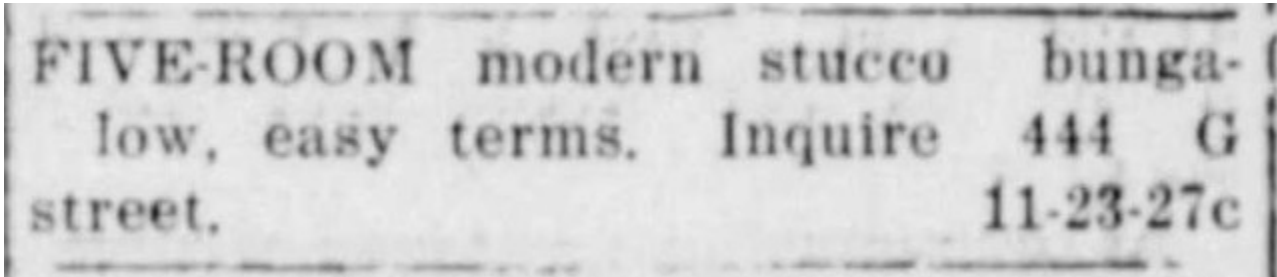 FIVE-ROOM modern stucco bunga-
low, easy terms. Inquire 444 G
street. 11-23-27c